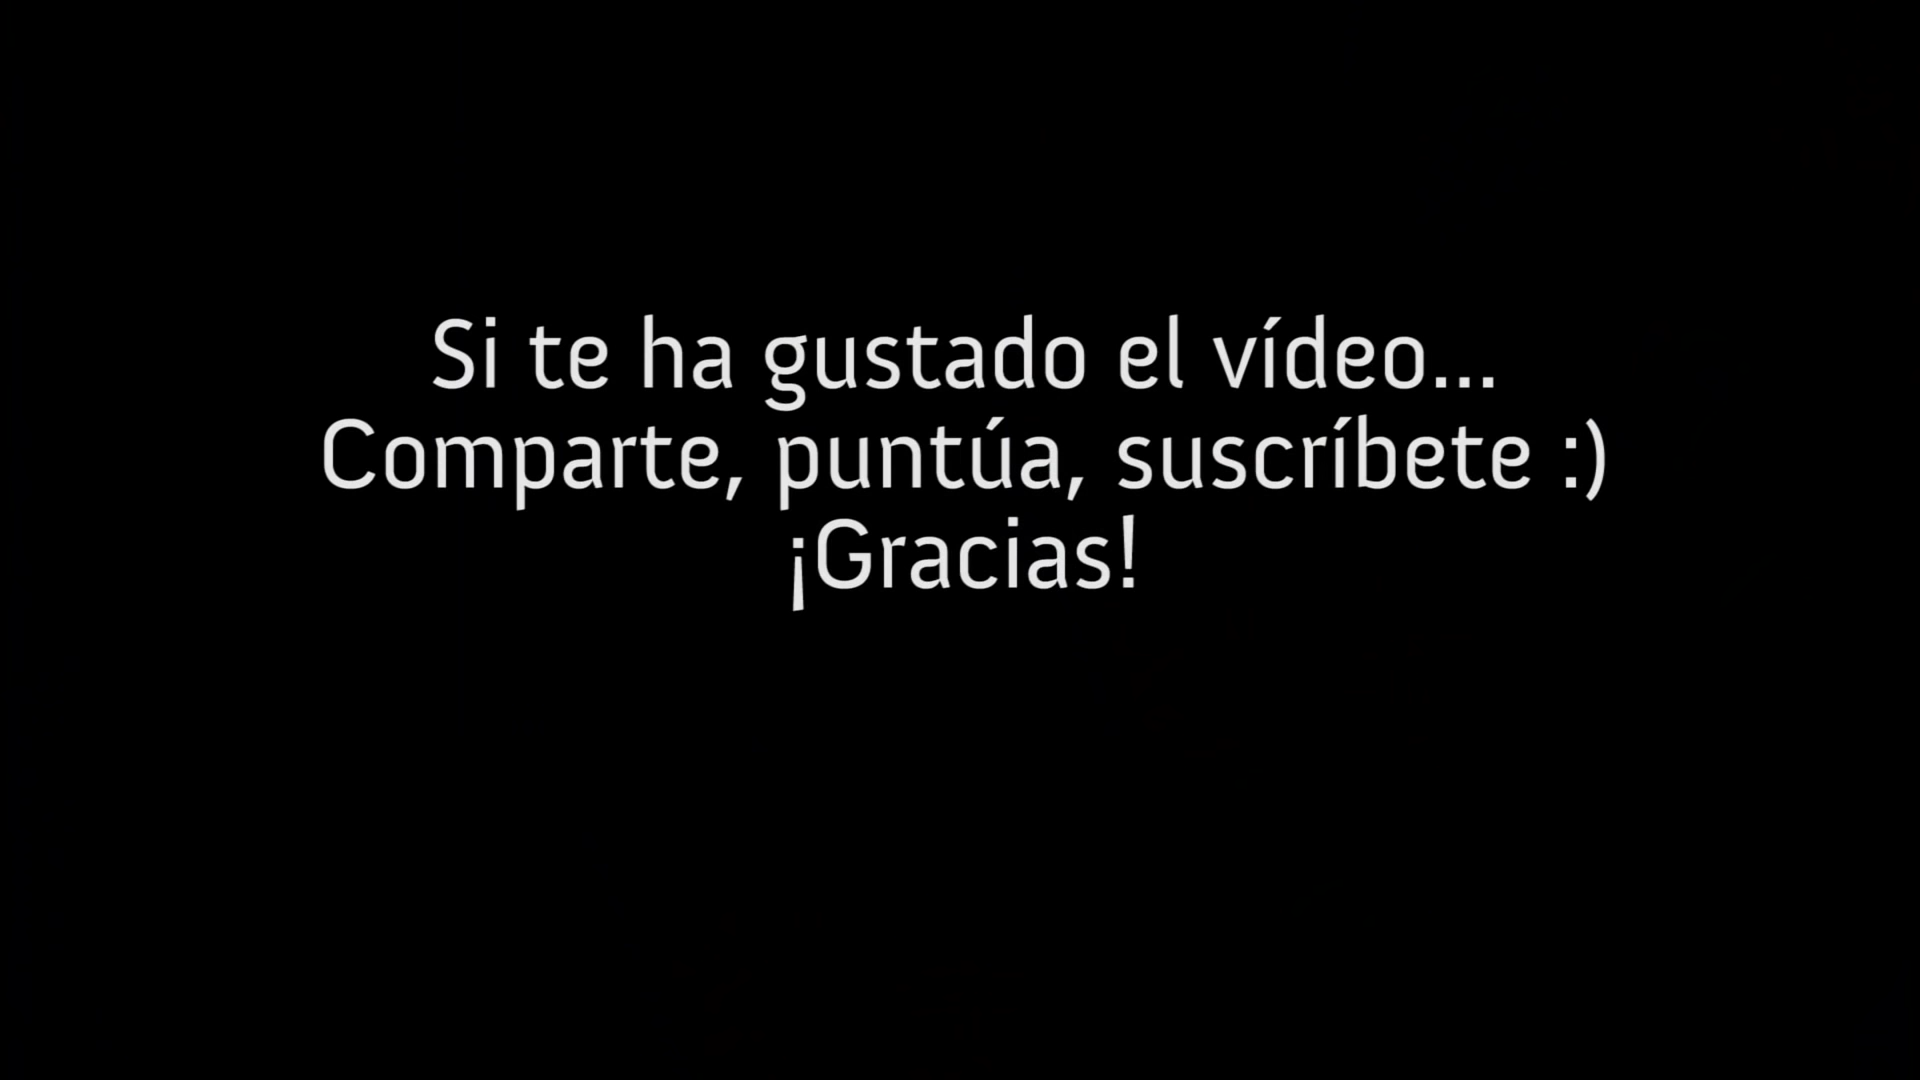 Si te ha gustado el vídeo...
Comparte, puntúa, suscríbete :)
¡Gracias!